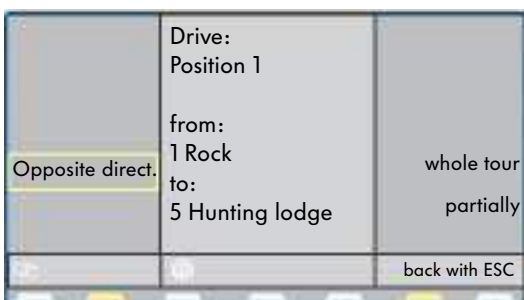 Drive:
Position 1
from:
1 Rock
Opposite direct.
to:
5 Hunting lodge
whole tour
partially
back with ESC